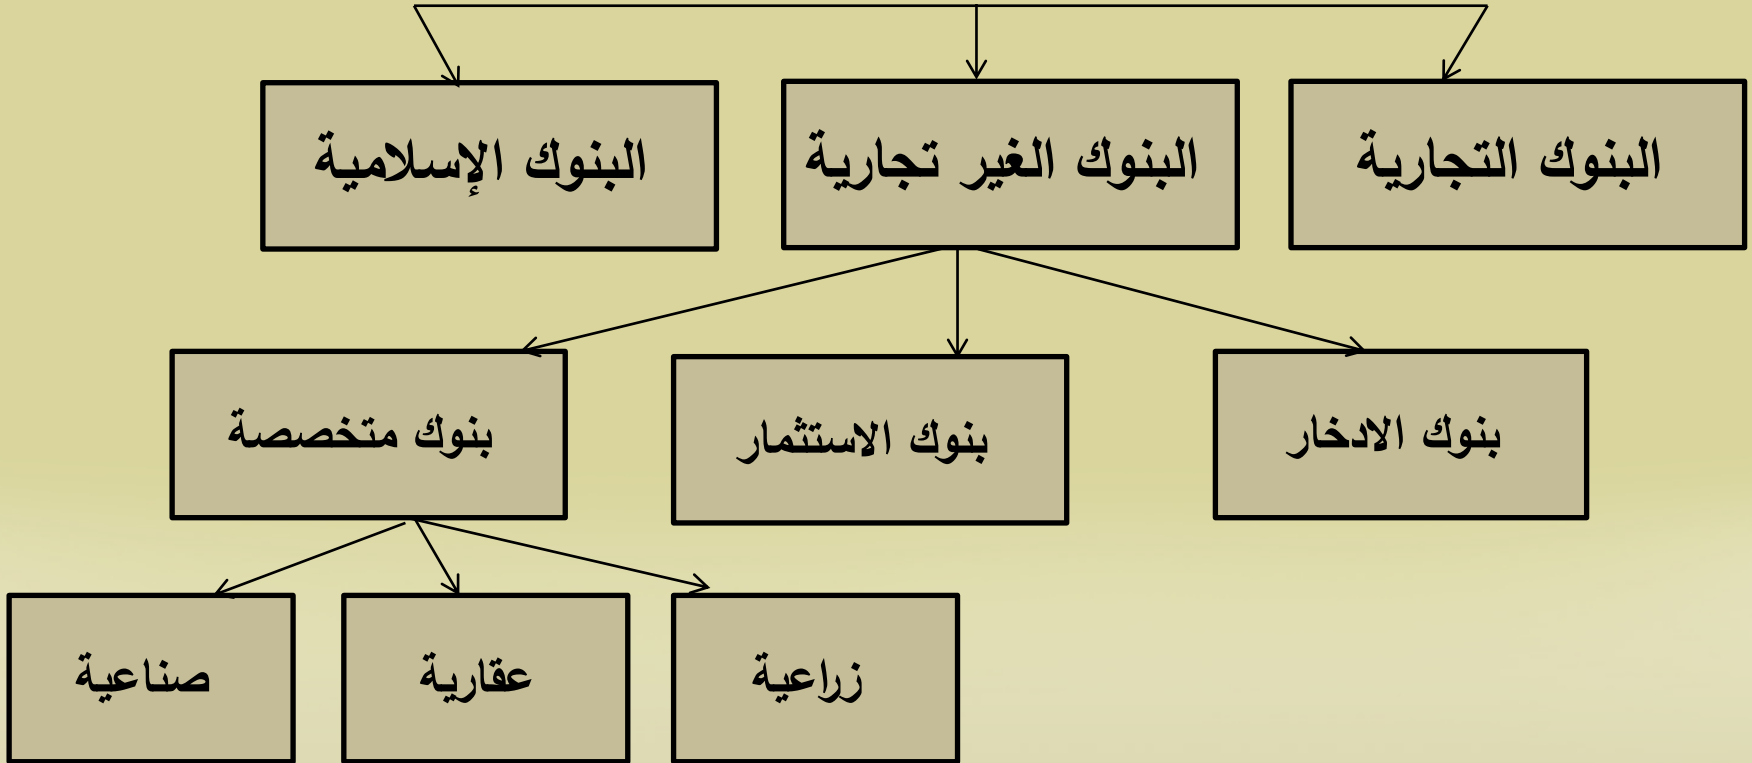 البنوك التجارية
البنوك الغير تجارية
البنوك الإسلامية
بنوك الادخار
بنوك الاستثمار
بنوك متخصصة
زراعية
عقارية
صناعية